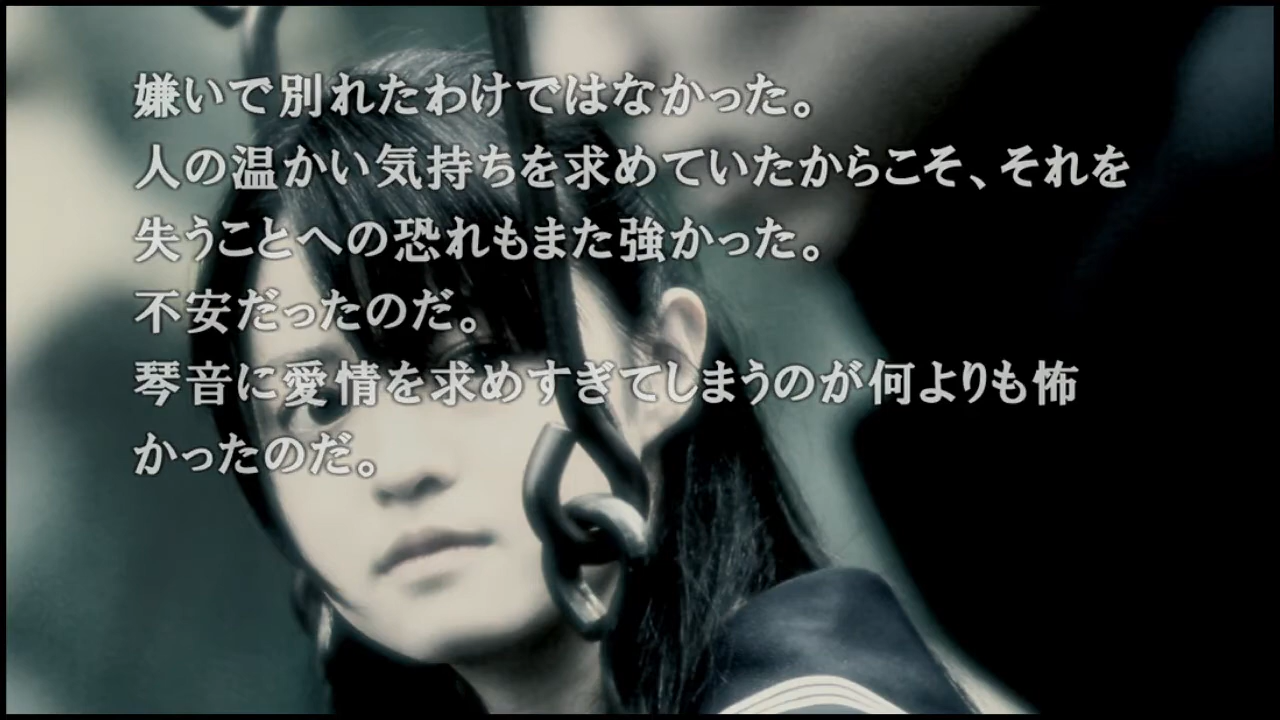 嫌いで別れたわけではなかった。
人の温かい気持ちを求めていたからこそ、それを
失うことへの恐れもまた強かった。
不安だったのだ。
琴音に愛情を求めすぎてしまうのが何よりも怖
かったのだ。